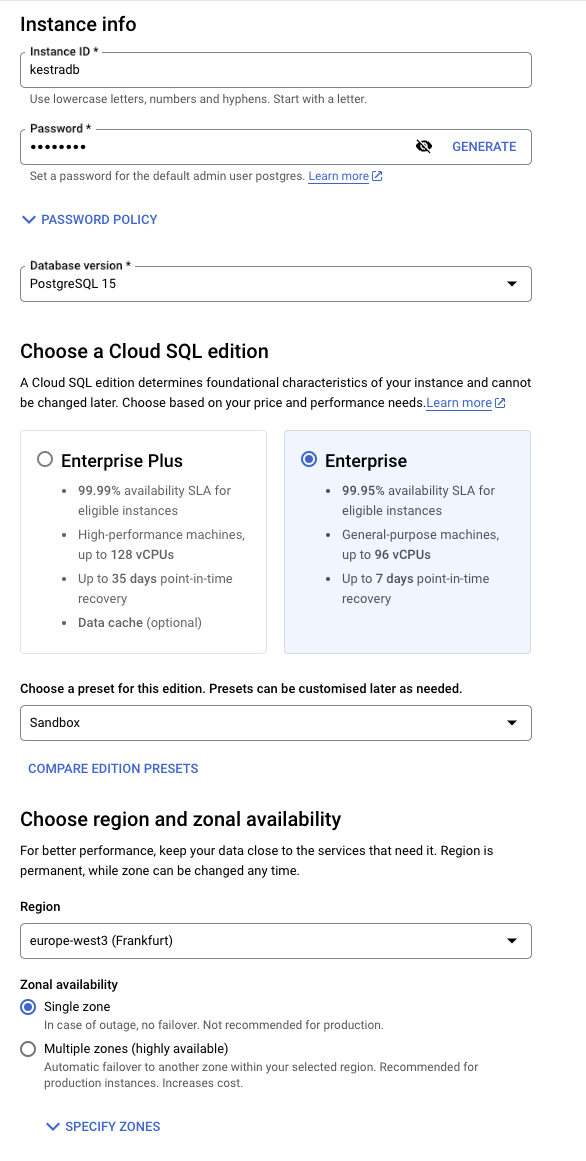 Instance info
Instance ID *
kestradb
Use lowercase letters, numbers and hyphens. Start with a letter.
Password *
••••••••
GENERATE
Set a password for the default admin user postgres. Learn more
PASSWORD POLICY
Database version *
PostgreSQL 15
Choose a Cloud SQL edition
A Cloud SQL edition determines foundational characteristics of your instance and cannot
be changed later. Choose based on your price and performance needs.Learn more
Enterprise Plus
• 99.99% availability SLA for
eligible instances
• High-performance machines,
up to 128 vCPUs
• Up to 35 days point-in-time
recovery
• Data cache (optional)
Enterprise
• 99.95% availability SLA for
eligible instances
• General-purpose machines,
up to 96 vCPUs
• Up to 7 days point-in-time
recovery
Choose a preset for this edition. Presets can be customised later as needed.
Sandbox
COMPARE EDITION PRESETS
Choose region and zonal availability
For better performance, keep your data close to the services that need it. Region is
permanent, while zone can be changed any time.
Region
europe-west3 (Frankfurt)
Zonal availability
Single zone
In case of outage, no failover. Not recommended for production.
Multiple zones (highly available)
Automatic failover to another zone within your selected region. Recommended for
production instances. Increases cost.
SPECIFY ZONES